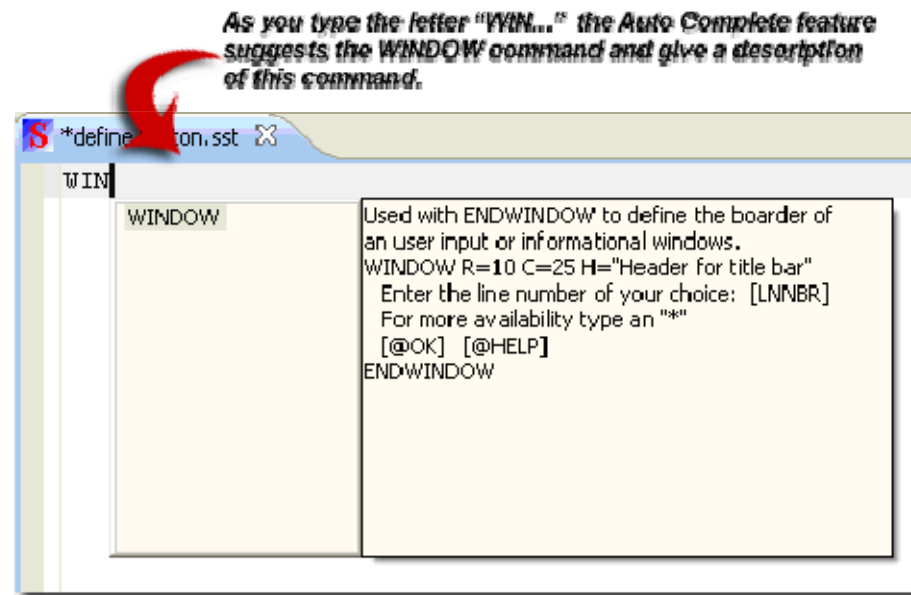 As you type the letter “WIN...” the Auto Complete feature
suggests the WINDOW command and give a description
of this command.
S *define ton.sst
WIN
WINDOW
Used with ENDWINDOW to define the boarder of
an user input or informational windows.
WINDOW R=10 C=25 H="Header for title bar"
Enter the line number of your choice: [LNNBR]
For more availability type an "*"
[@OK] [@HELP]
ENDWINDOW